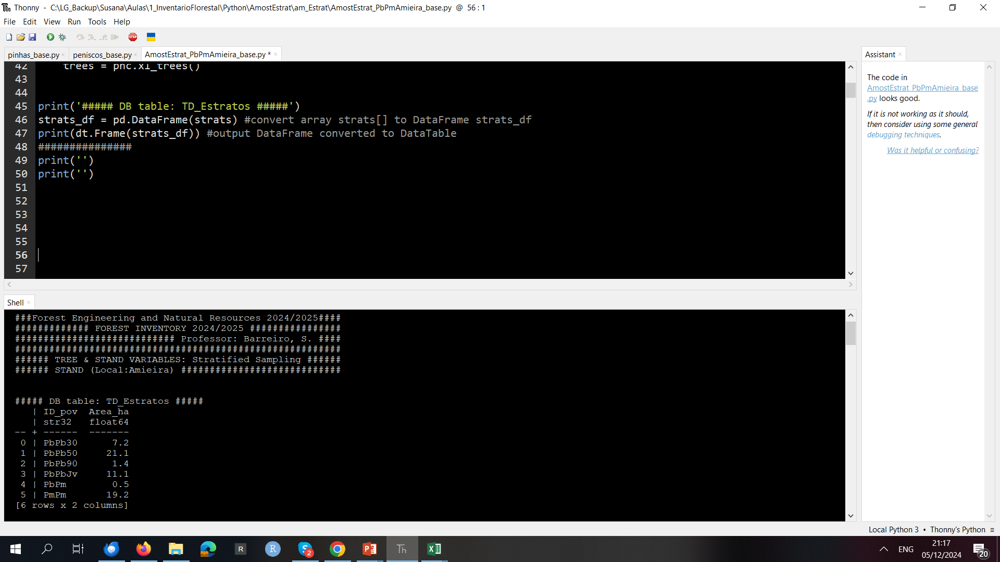 Thonny - C:\LG_Backup\Susana\Aulas\1_InventarioFlorestal\Python\AmostEstrat\am_Estrat\AmostEstrat_PbPmAmieira_base.py @ 56 : 1
File Edit View Run Tools Help
STOP
pinhas_base.py × peniscos_base.py × AmostEstrat_PbPmAmieira_base.py * ×
Assistant ×
42 trees = pnc.xl_trees()
43
44
45 print('##### DB table: TD_Estratos #####')
46 strats_df = pd.DataFrame(strats) #convert array strats[] to DataFrame strats_df
47 print(dt.Frame(strats_df)) #output DataFrame converted to DataTable
48 ###############
49 print('')
50 print('')
51
52
53
54
55
56
57
The code in
AmostEstrat_PbPmAmieira_base
.py looks good.
If it is not working as it should,
then consider using some general
debugging techniques.
Was it helpful or confusing?
Shell ×
###Forest Engineering and Natural Resources 2024/2025####
############# FOREST INVENTORY 2024/2025 ################
############################ Professor: Barreiro, S. ####
#########################################################
###### TREE & STAND VARIABLES: Stratified Sampling ######
###### STAND (Local:Amieira) ############################
##### DB table: TD_Estratos #####
| ID_pov Area_ha
| str32 float64
-- + ------ -------
0 | PbPb30 7.2
1 | PbPb50 21.1
2 | PbPb90 1.4
3 | PbPbJv 11.1
4 | PbPm 0.5
5 | PmPm 19.2
[6 rows x 2 columns]
Local Python 3 • Thonny's Python ≡
R R 2 Th ENG 21:17
05/12/2024 20